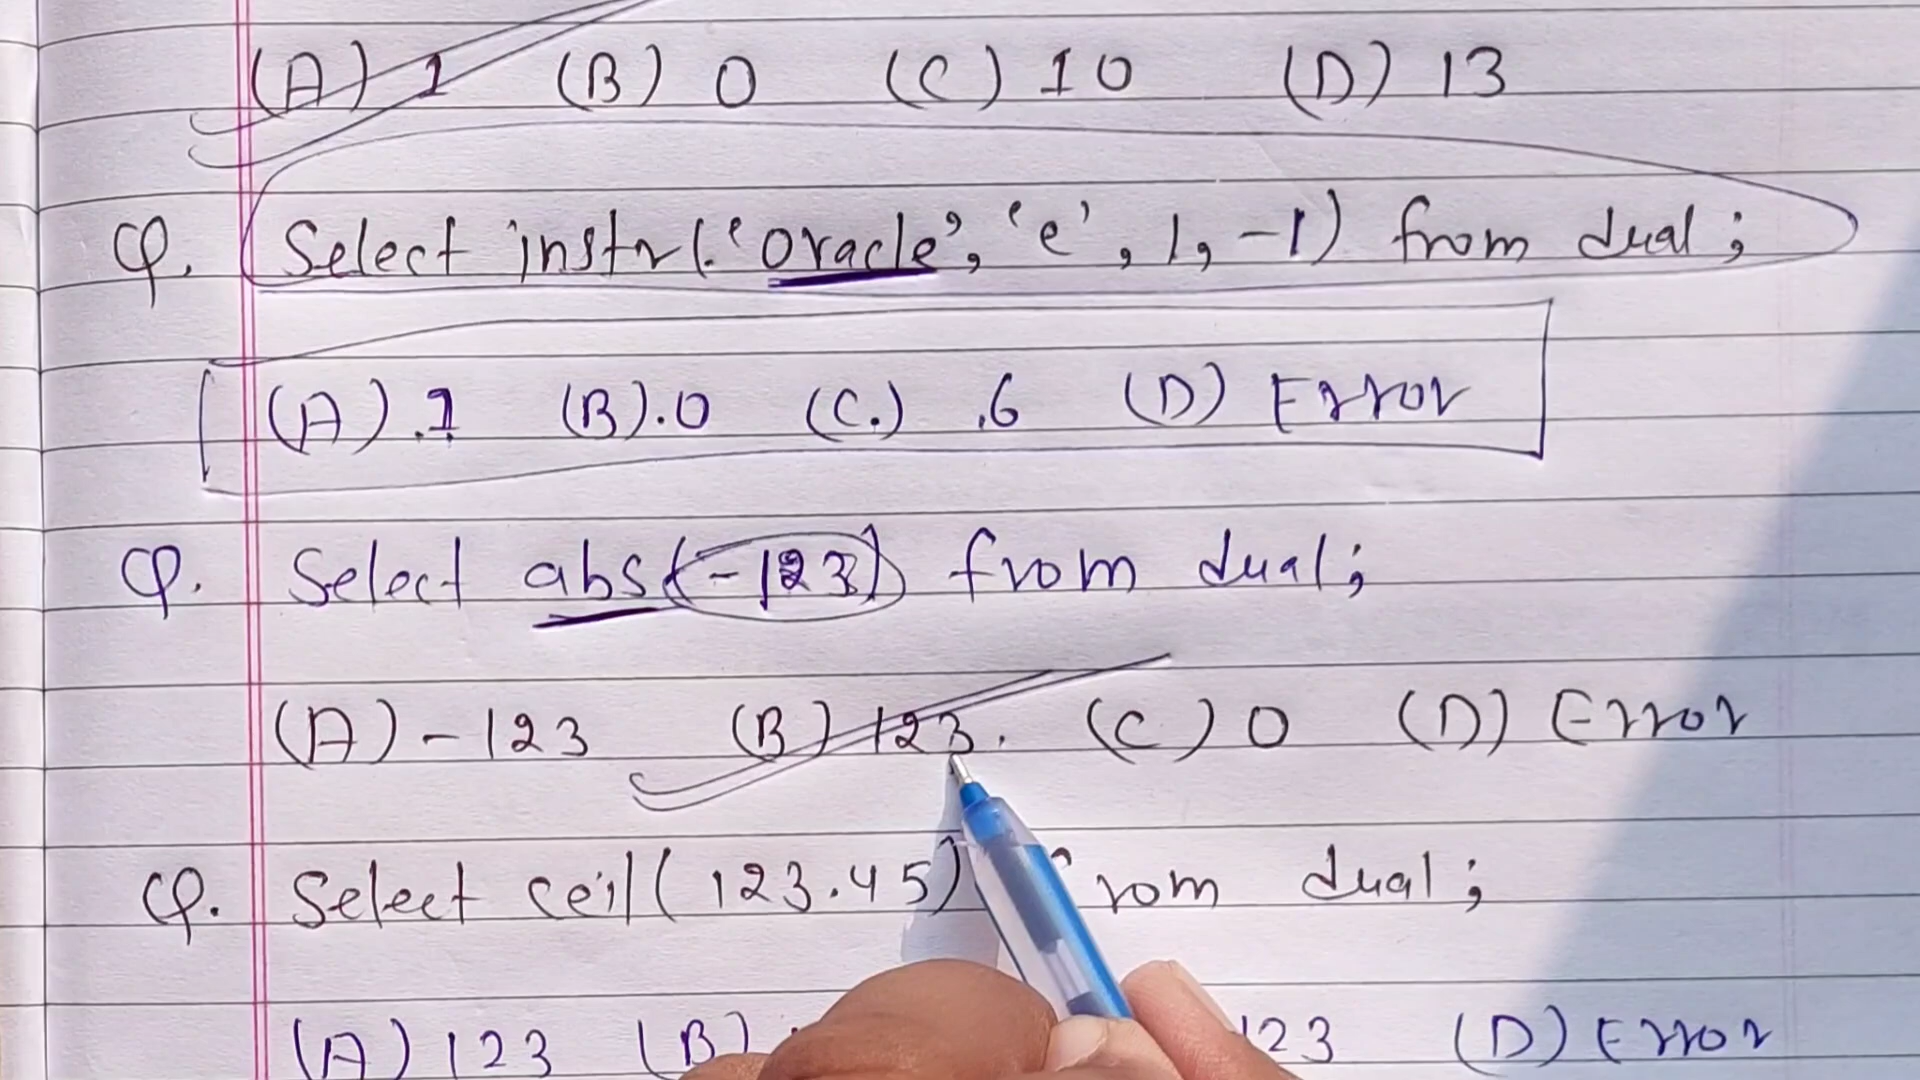 (A) 1 (B) 0 (C) 10 (D) 13
Q. Select instr('oracle', 'e', 1, -1) from dual;
(A) .1 (B) .0 (C.) .6 (D) Error
Q. Select abs(-123) from dual;
(A) -123 (B) 123. (C) 0 (D) Error
Q. Select ceil(123.45) from dual;
(A) 123 (B) 123 (D) Error